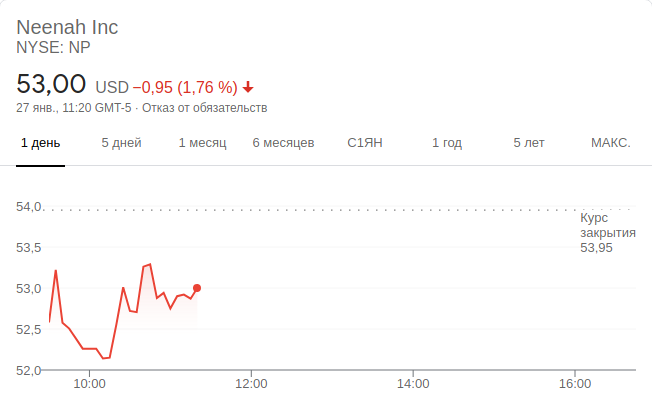 Neenah Inc
NYSE: NP
53,00 USD −0,95 (1,76 %)
27 янв., 11:20 GMT-5 · Отказ от обязательств
1 день 5 дней 1 месяц 6 месяцев С1ЯН 1 год 5 лет МАКС.
54,0
Курс
закрытия
53,95
53,5
53,0
52,5
52,0
10:00 12:00 14:00 16:00